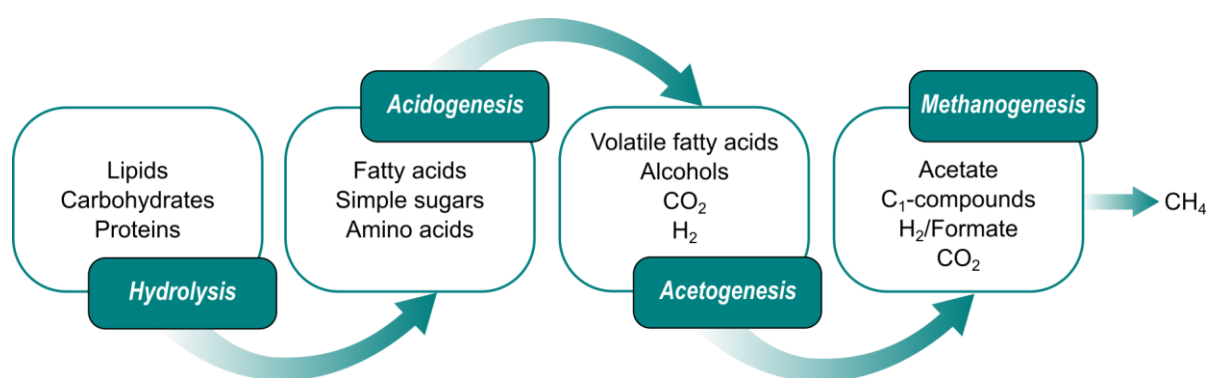 Lipids
Carbohydrates
Proteins
Hydrolysis
Acidogenesis
Fatty acids
Simple sugars
Amino acids
Volatile fatty acids
Alcohols
CO₂
H₂
Acetogenesis
Methanogenesis
Acetate
C₁-compounds
H₂/Formate
CO₂
CH₄